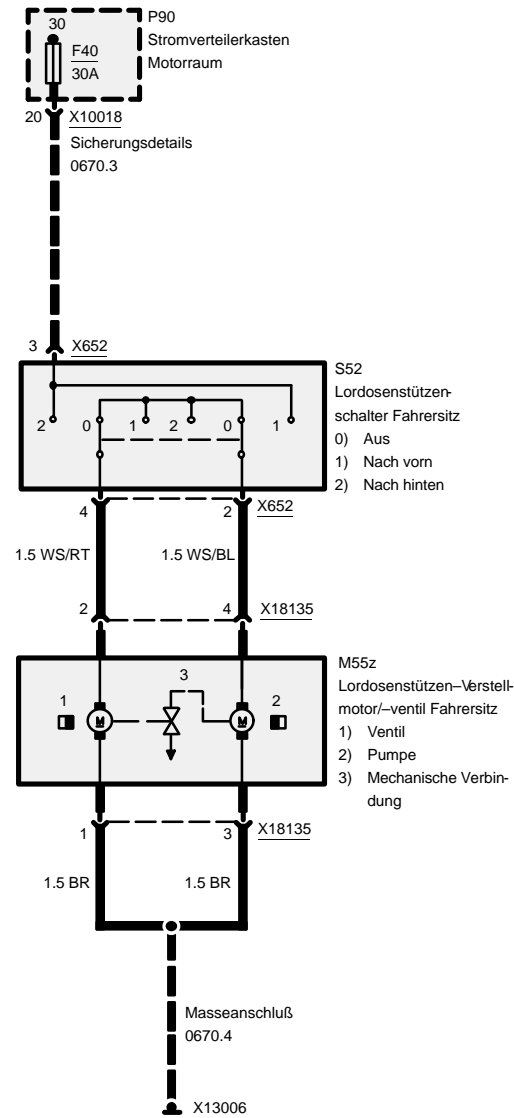 30
F40
30A
P90
Stromverteilerkasten
Motorraum
20
X10018
Sicherungsdetails
0670.3
3
X652
2
0
1
2
0
1
S52
Lordosenstützen-
schalter Fahrersitz
0) Aus
1) Nach vorn
2) Nach hinten
4
2
X652
1.5 WS/RT
1.5 WS/BL
2
4
X18135
1
M
3
M
2
M55z
Lordosenstützen–Verstell-
motor/–ventil Fahrersitz
1) Ventil
2) Pumpe
3) Mechanische Verbin-
dung
1
3
X18135
1.5 BR
1.5 BR
Masseanschluß
0670.4
X13006